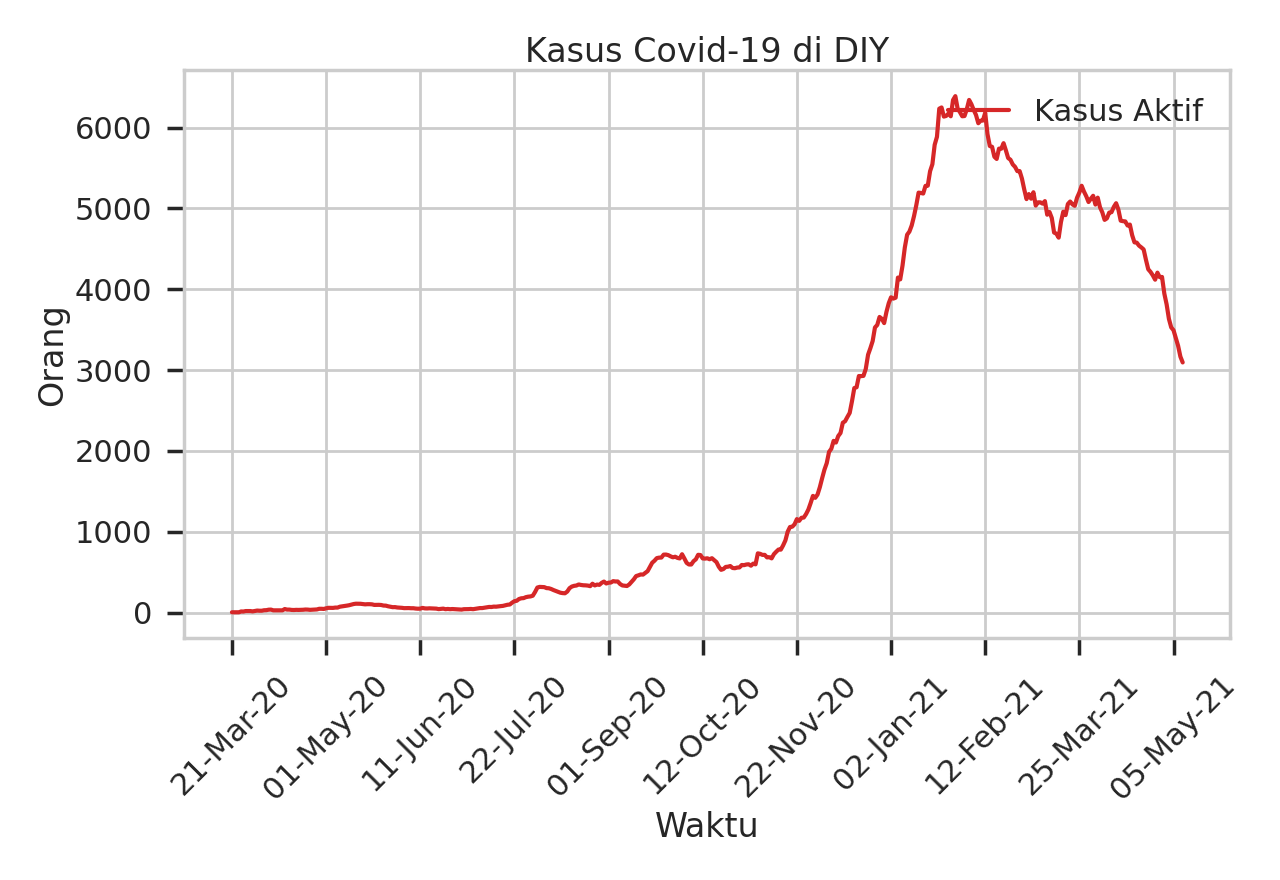 Kasus Covid-19 di DIY
Kasus Aktif
Orang
6000
5000
4000
3000
2000
1000
0
21-Mar-20
01-May-20
11-Jun-20
22-Jul-20
01-Sep-20
12-Oct-20
22-Nov-20
02-Jan-21
12-Feb-21
25-Mar-21
05-May-21
Waktu